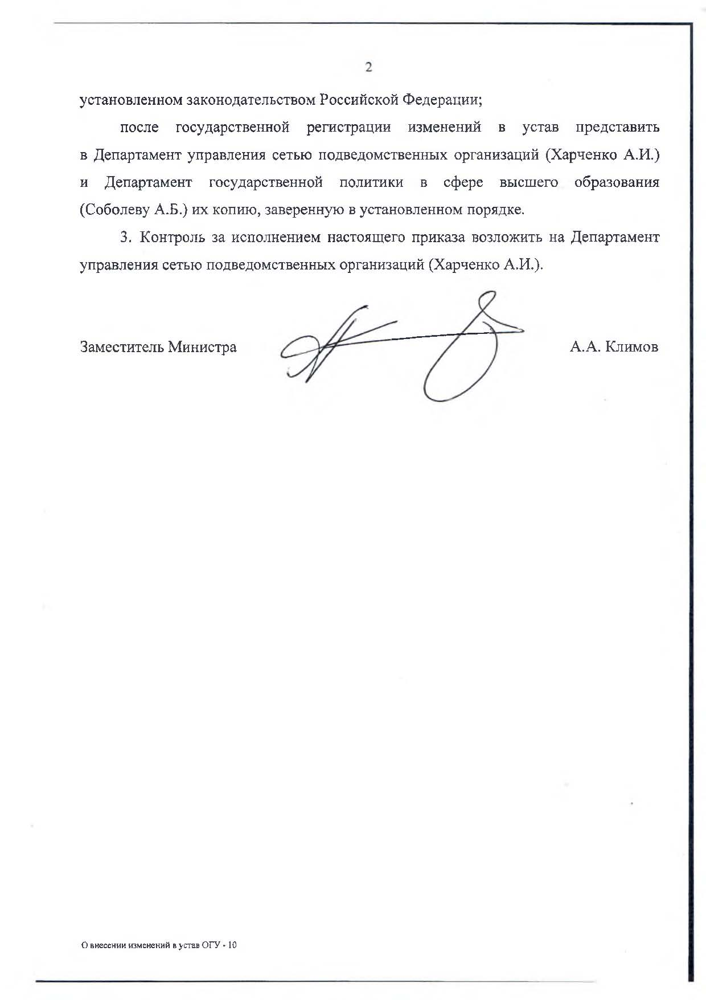 2
установленном законодательством Российской Федерации;
после государственной регистрации изменений в устав представить
в Департамент управления сетью подведомственных организаций (Харченко А.И.)
и Департамент государственной политики в сфере высшего образования
(Соболеву А.Б.) их копию, заверенную в установленном порядке.
3. Контроль за исполнением настоящего приказа возложить на Департамент
управления сетью подведомственных организаций (Харченко А.И.).
Заместитель Министра А.А. Климов
О внесении изменений в устав ОГУ - 10